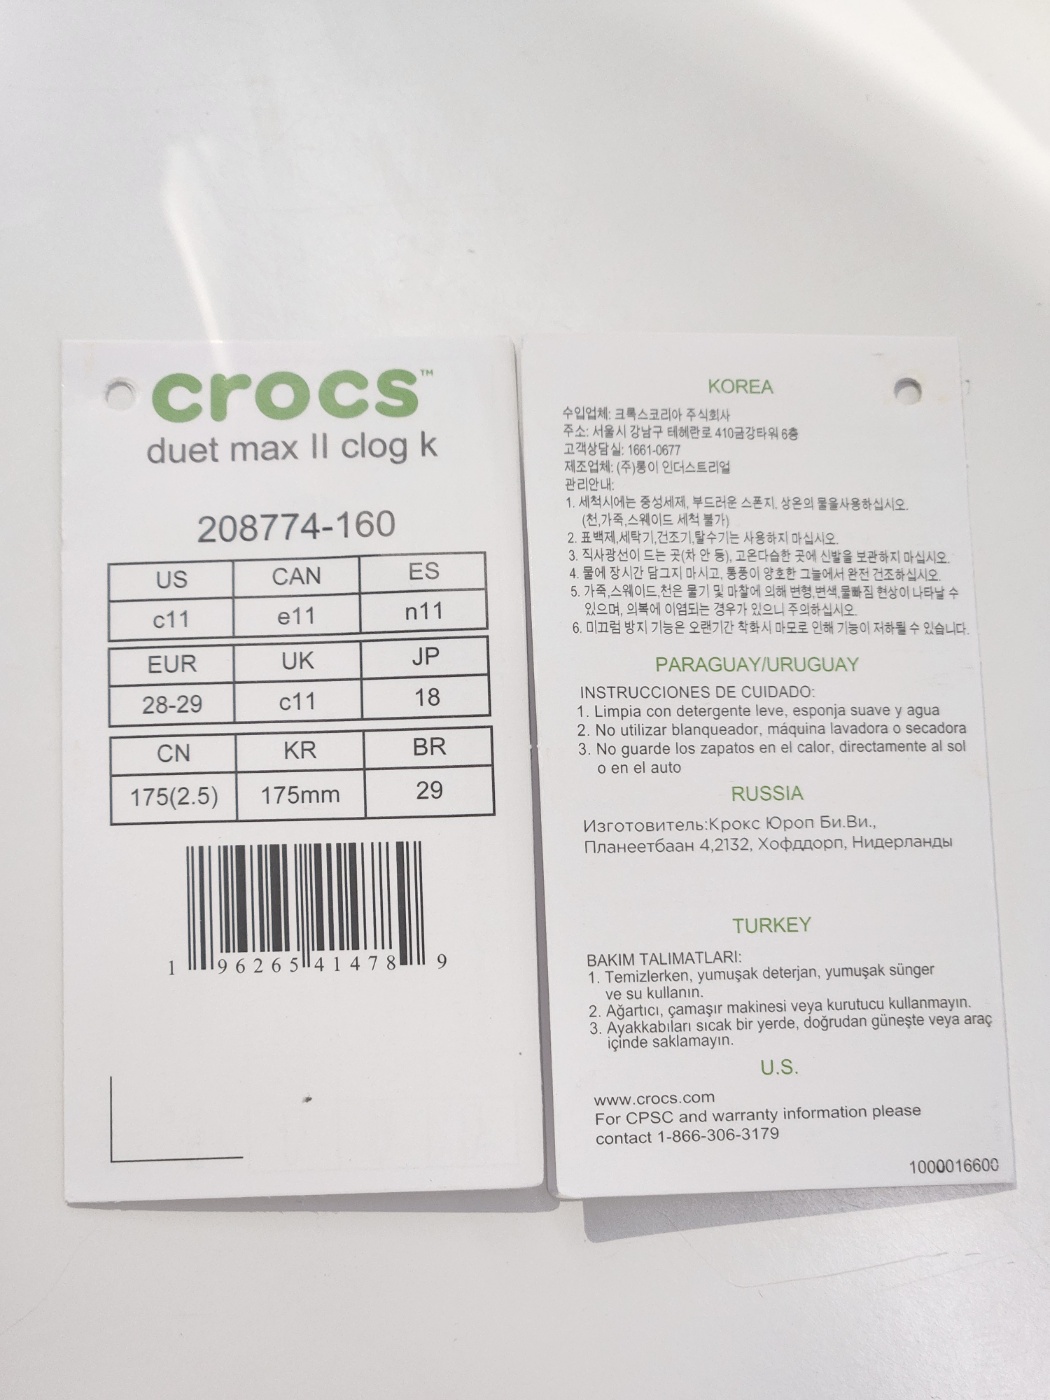 crocs™
duet max II clog k
208774-160
US CAN ES
c11 e11 n11
EUR UK JP
28-29 c11 18
CN KR BR
175(2.5) 175mm 29
1 96265 41478 9
KOREA
수입업체: 크록스코리아 주식회사
주소: 서울시 강남구 테헤란로 410금강타워 6층
고객상담실: 1661-0677
제조업체: (주)룽이 인더스트리얼
관리안내:
1. 세척시에는 중성세제, 부드러운 스폰지, 상온의 물을사용하십시오.
(천,가죽,스웨이드 세척 불가)
2. 표백제,세탁기,건조기,탈수기는 사용하지 마십시오.
3. 직사광선이 드는 곳(차 안 등), 고온다습한 곳에 신발을 보관하지 마십시오.
4. 물에 장시간 담그지 마시고, 통풍이 양호한 그늘에서 완전 건조하십시오.
5. 가죽,스웨이드,천은 물기 및 마찰에 의해 변형,변색,물빠짐 현상이 나타날 수
있으며, 의복에 이염되는 경우가 있으니 주의하십시오.
6. 미끄럼 방지 기능은 오랜기간 착화시 마모로 인해 기능이 저하될 수 있습니다.
PARAGUAY/URUGUAY
INSTRUCCIONES DE CUIDADO:
1. Limpia con detergente leve, esponja suave y agua
2. No utilizar blanqueador, máquina lavadora o secadora
3. No guarde los zapatos en el calor, directamente al sol
o en el auto
RUSSIA
Изготовитель:Крокс Юроп Би.Ви.,
Планеетбаан 4,2132, Хофддорп, Нидерланды
TURKEY
BAKIM TALIMATLARI:
1. Temizlerken, yumuşak deterjan, yumuşak sünger
ve su kullanın.
2. Ağartıcı, çamaşır makinesi veya kurutucu kullanmayın.
3. Ayakkabıları sıcak bir yerde, doğrudan güneşte veya araç
içinde saklamayın.
U.S.
www.crocs.com
For CPSC and warranty information please
contact 1-866-306-3179
1000016600